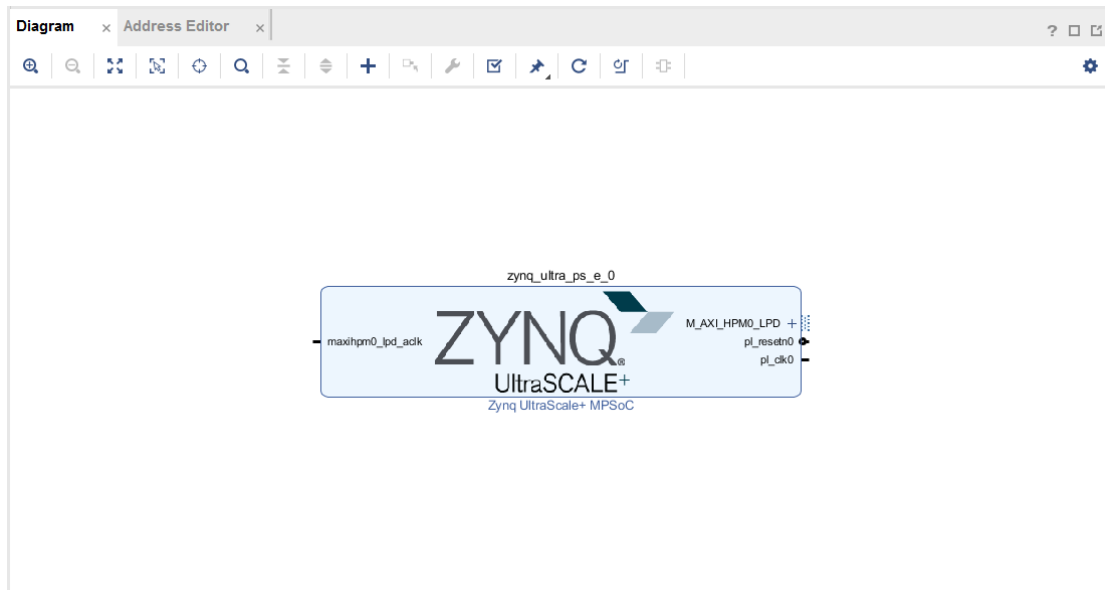 Diagram × Address Editor ×
?
zynq_ultra_ps_e_0
M_AXI_HPM0_LPD
maxihpm0_lpd_aclk
pl_resetn0
pl_clk0
ZYNQ®
UltraSCALE+
Zynq UltraScale+ MPSoC